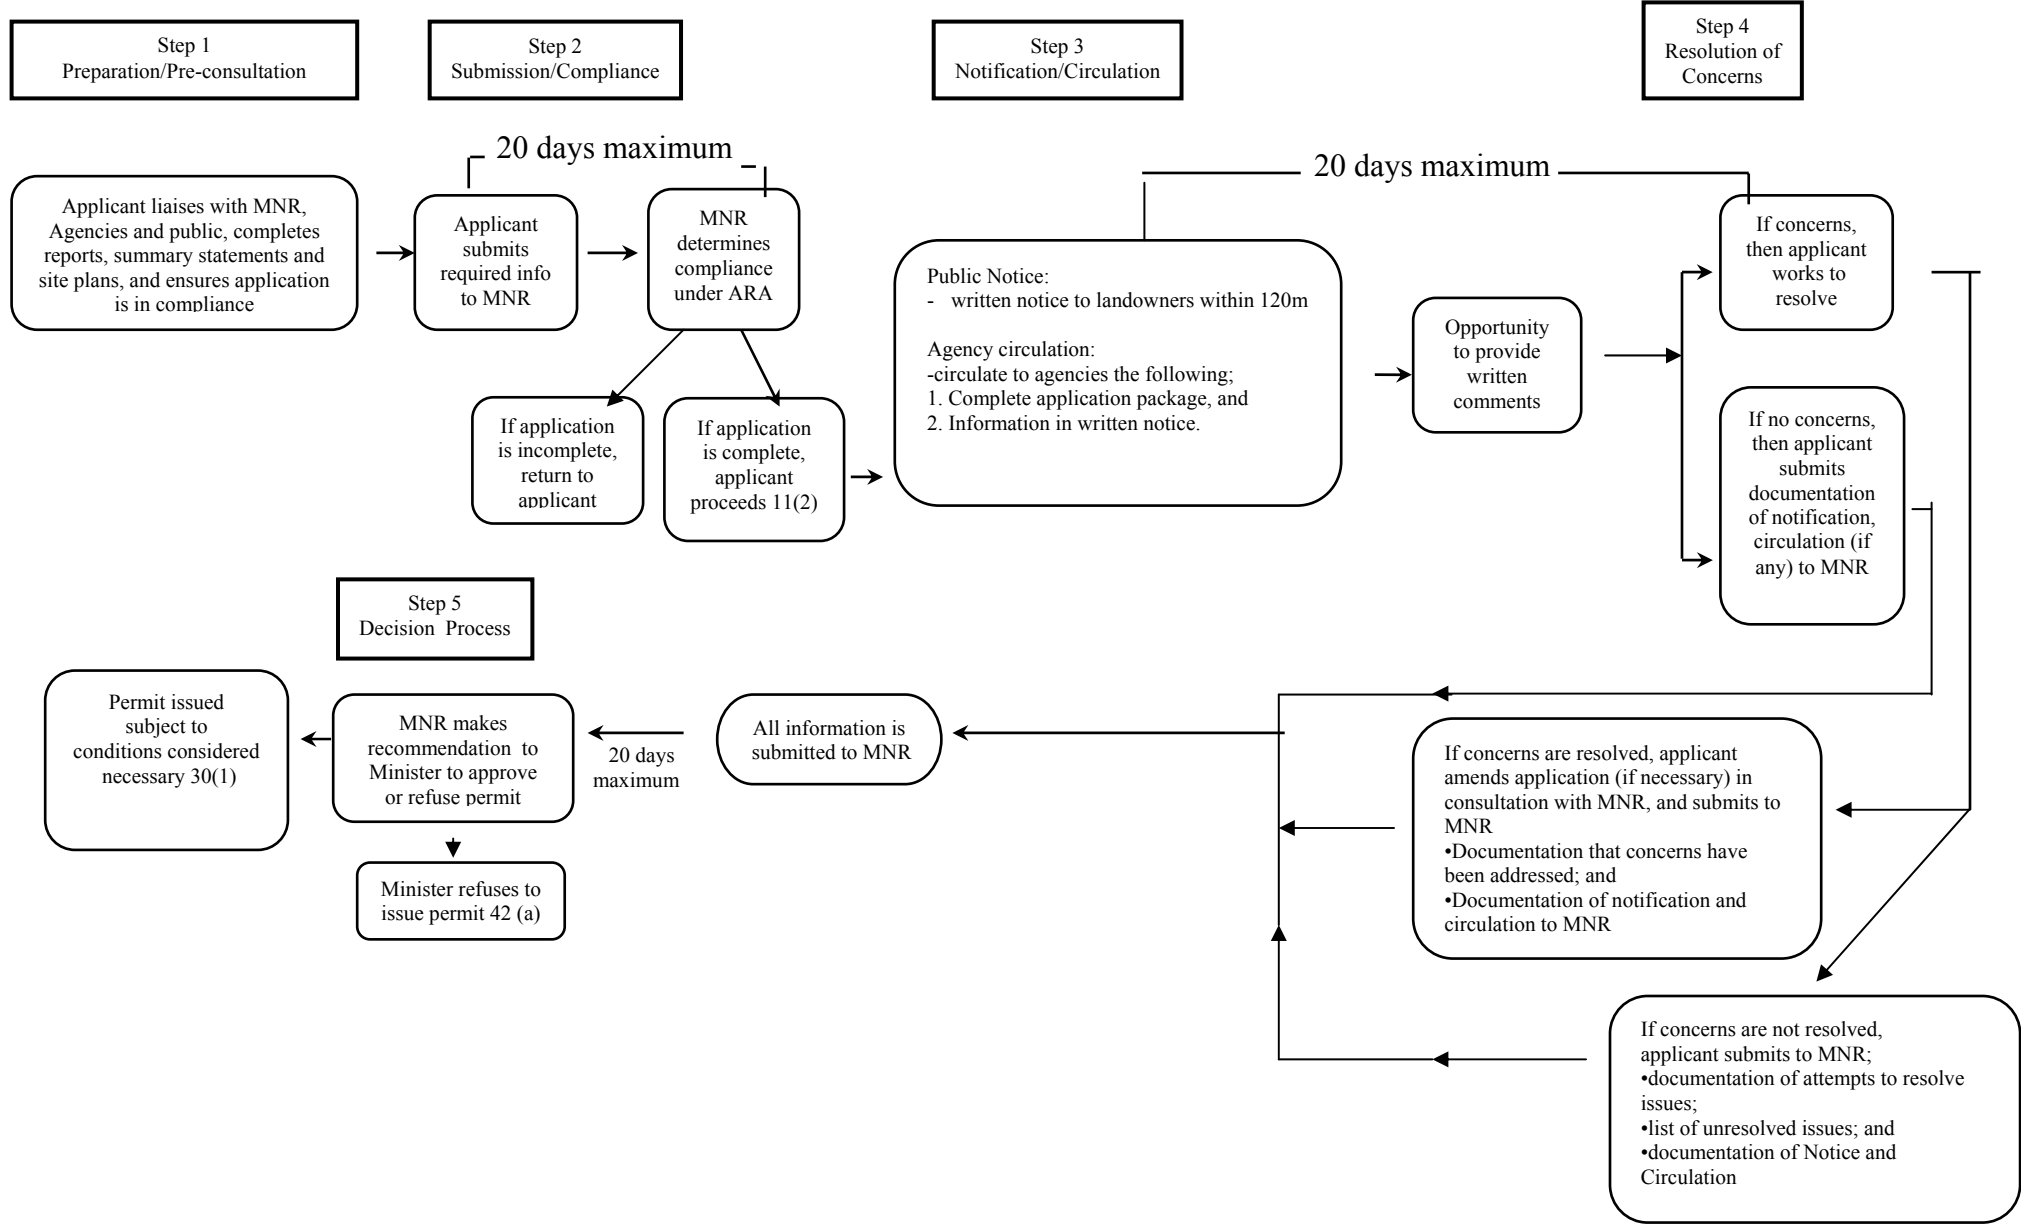 Step 1
Preparation/Pre-consultation
Step 2
Submission/Compliance
Step 3
Notification/Circulation
Step 4
Resolution of
Concerns
20 days maximum
20 days maximum
Applicant liaises with MNR,
Agencies and public, completes
reports, summary statements and
site plans, and ensures application
is in compliance
Applicant
submits
required info
to MNR
MNR
determines
compliance
under ARA
If application
is incomplete,
return to
applicant
If application
is complete,
applicant
proceeds 11(2)
Public Notice:
- written notice to landowners within 120m
Agency circulation:
-circulate to agencies the following;
1. Complete application package, and
2. Information in written notice.
Opportunity
to provide
written
comments
If concerns,
then applicant
works to
resolve
If no concerns,
then applicant
submits
documentation
of notification,
circulation (if
any) to MNR
Step 5
Decision Process
Permit issued
subject to
conditions considered
necessary 30(1)
MNR makes
recommendation to
Minister to approve
or refuse permit
20 days
maximum
All information is
submitted to MNR
Minister refuses to
issue permit 42 (a)
If concerns are resolved, applicant
amends application (if necessary) in
consultation with MNR, and submits to
MNR
•Documentation that concerns have
been addressed; and
•Documentation of notification and
circulation to MNR
If concerns are not resolved,
applicant submits to MNR;
•documentation of attempts to resolve
issues;
•list of unresolved issues; and
•documentation of Notice and
Circulation